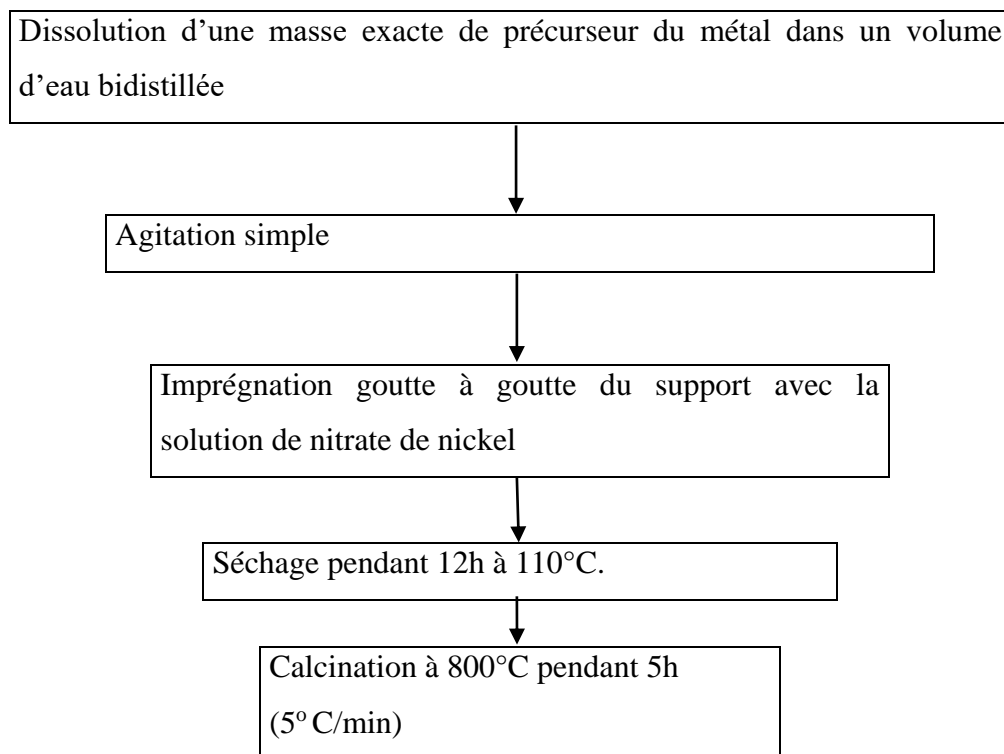 Dissolution d’une masse exacte de précurseur du métal dans un volume
d’eau bidistillée
Agitation simple
Imprégnation goutte à goutte du support avec la
solution de nitrate de nickel
Séchage pendant 12h à 110°C.
Calcination à 800°C pendant 5h
(5º C/min)